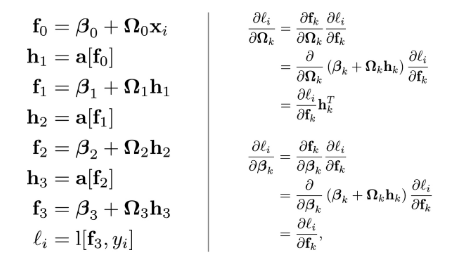 f₀ = β₀ + Ω₀xᵢ
h₁ = a[f₀]
f₁ = β₁ + Ω₁h₁
h₂ = a[f₁]
f₂ = β₂ + Ω₂h₂
h₃ = a[f₂]
f₃ = β₃ + Ω₃h₃
ℓᵢ = l[f₃, yᵢ]
∂ℓᵢ/∂Ωₖ = ∂fₖ/∂Ωₖ ∂ℓᵢ/∂fₖ
= ∂/∂Ωₖ (βₖ + Ωₖhₖ) ∂ℓᵢ/∂fₖ
= ∂ℓᵢ/∂fₖ hₖᵀ
∂ℓᵢ/∂βₖ = ∂fₖ/∂βₖ ∂ℓᵢ/∂fₖ
= ∂/∂βₖ (βₖ + Ωₖhₖ) ∂ℓᵢ/∂fₖ
= ∂ℓᵢ/∂fₖ,